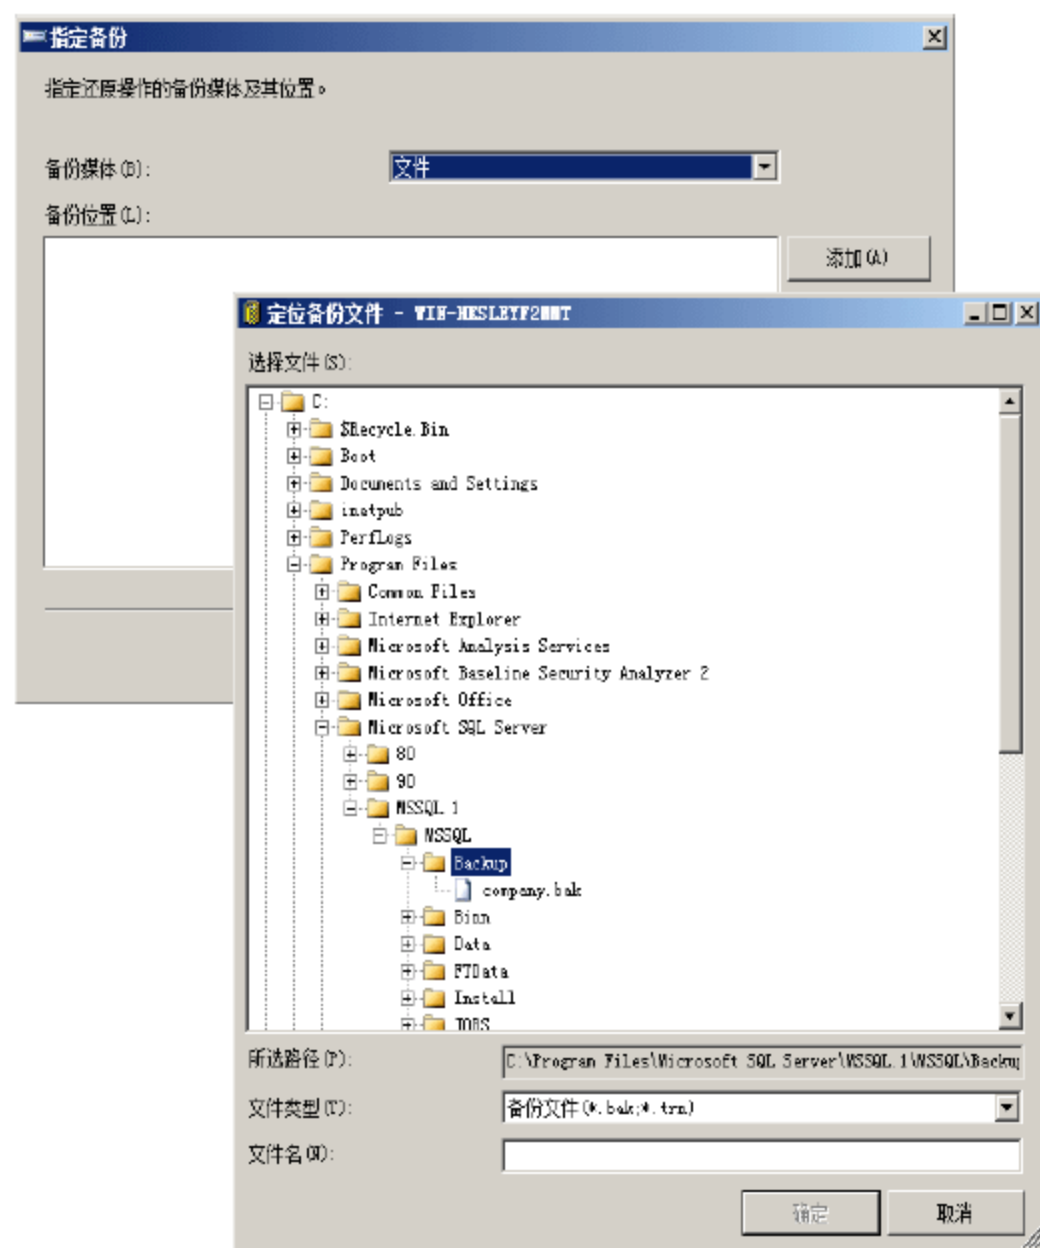 指定备份
指定还原操作的备份媒体及其位置。
备份媒体(B): 文件
备份位置(L):
添加(A)
定位备份文件 - WIN-HESLEYF2HMT
选择文件(S):
C:
$Recycle.Bin
Boot
Documents and Settings
inetpub
PerfLogs
Program Files
Common Files
Internet Explorer
Microsoft Analysis Services
Microsoft Baseline Security Analyzer 2
Microsoft Office
Microsoft SQL Server
80
90
MSSQL.1
MSSQL
Backup
company.bak
Binn
Data
FTData
Install
JOBS
所选路径(P): C:\Program Files\Microsoft SQL Server\MSSQL.1\MSSQL\Backup
文件类型(T): 备份文件(*.bak;*.trn)
文件名(N):
确定 取消